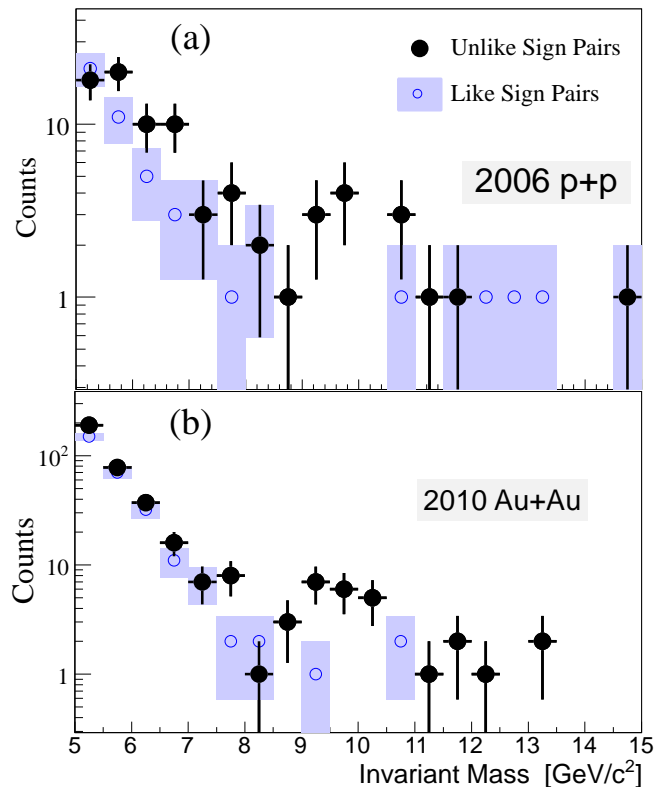 (a)
Unlike Sign Pairs
Like Sign Pairs
2006 p+p
Counts
10
1
(b)
2010 Au+Au
Counts
10²
10
1
5 6 7 8 9 10 11 12 13 14 15
Invariant Mass [GeV/c²]